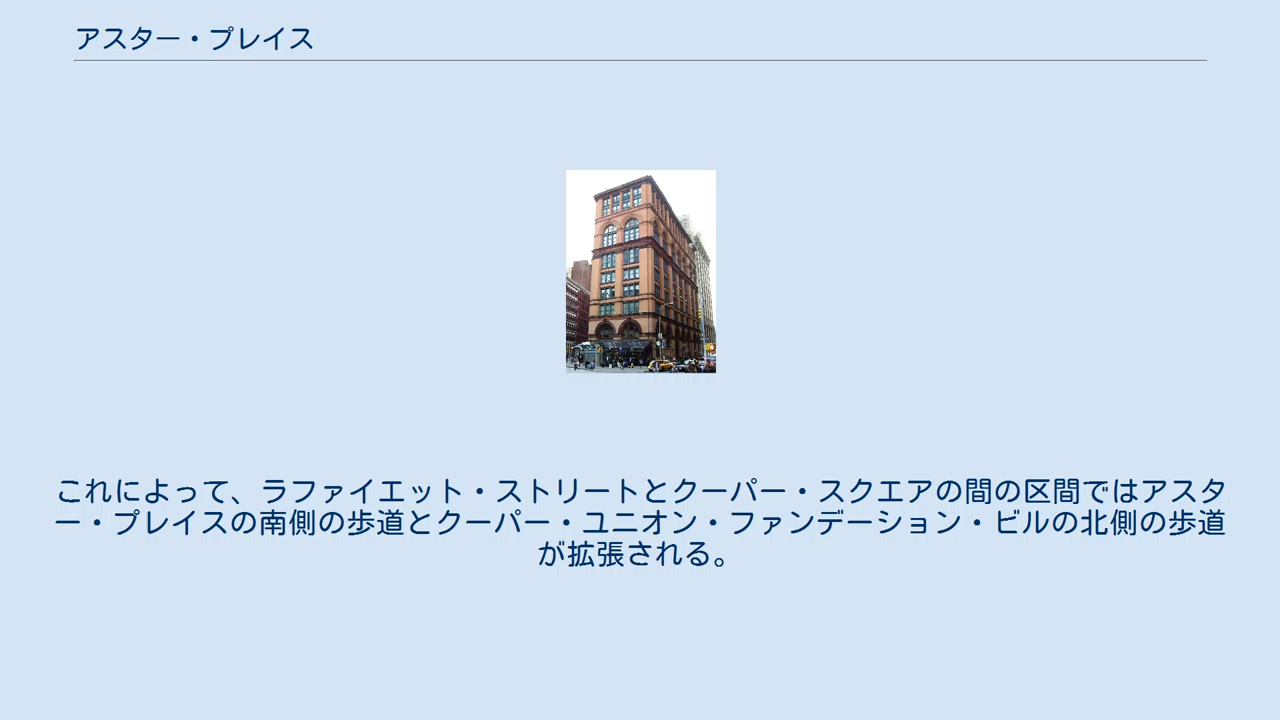 アスター・プレイス
これによって、ラファイエット・ストリートとクーパー・スクエアの間の区間ではアスタ
ー・プレイスの南側の歩道とクーパー・ユニオン・ファンデーション・ビルの北側の歩道
が拡張される。